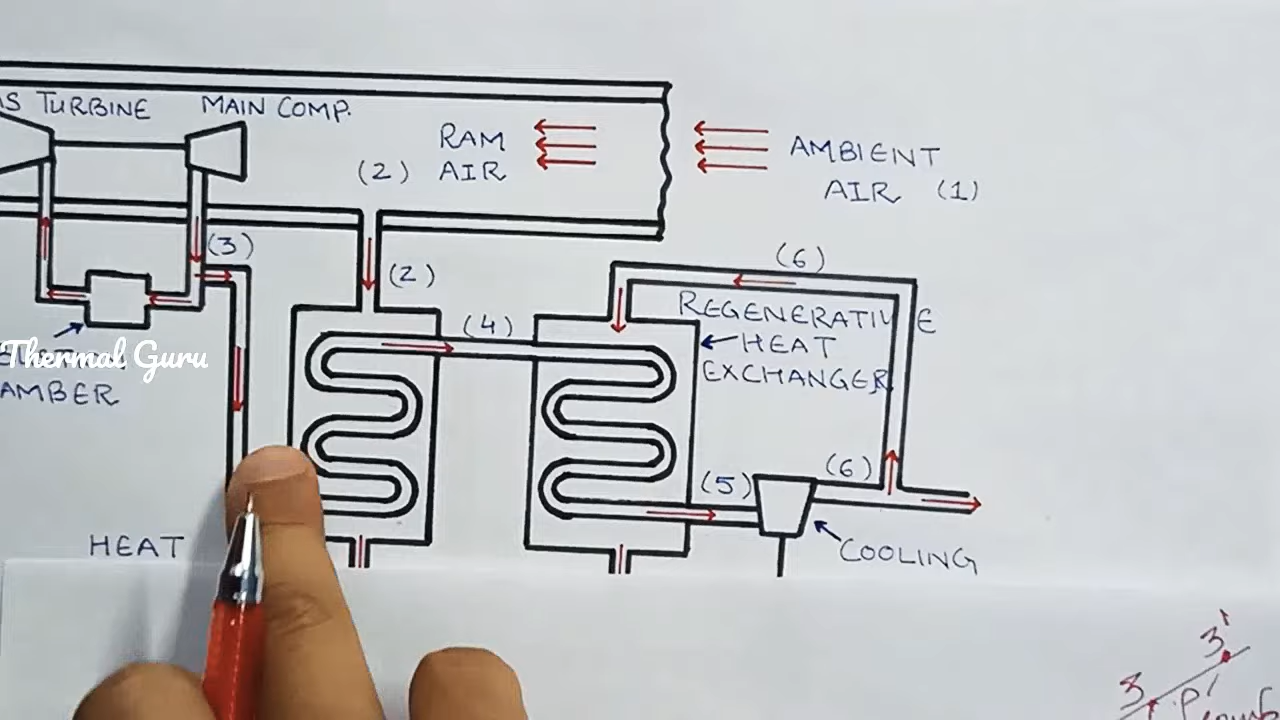 S TURBINE
MAIN COMP.
RAM
(2) AIR
AMBIENT
AIR (1)
(3)
(2)
(6)
(4)
REGENERATIVE
HEAT
EXCHANGER
Thermal Guru
AMBER
(5)
(6)
HEAT
COOLING
3'
3